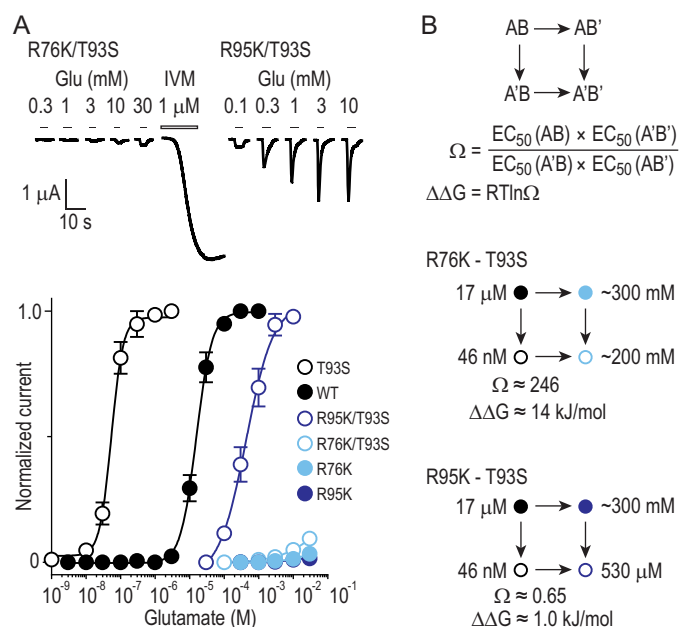 A
R76K/T93S
Glu (mM)
0.3 1 3 10 30
IVM
1 μM
R95K/T93S
Glu (mM)
0.1 0.3 1 3 10
1 μA
10 s
Normalized current
1.0
0
10⁻⁹ 10⁻⁸ 10⁻⁷ 10⁻⁶ 10⁻⁵ 10⁻⁴ 10⁻³ 10⁻² 10⁻¹
Glutamate (M)
T93S
WT
R95K/T93S
R76K/T93S
R76K
R95K
B
AB AB'
A'B A'B'
Ω = EC₅₀ (AB) × EC₅₀ (A'B') / EC₅₀ (A'B) × EC₅₀ (AB')
ΔΔG = RTlnΩ
R76K - T93S
17 μM ~300 mM
46 nM ~200 mM
Ω ≈ 246
ΔΔG ≈ 14 kJ/mol
R95K - T93S
17 μM ~300 mM
46 nM 530 μM
Ω ≈ 0.65
ΔΔG ≈ 1.0 kJ/mol